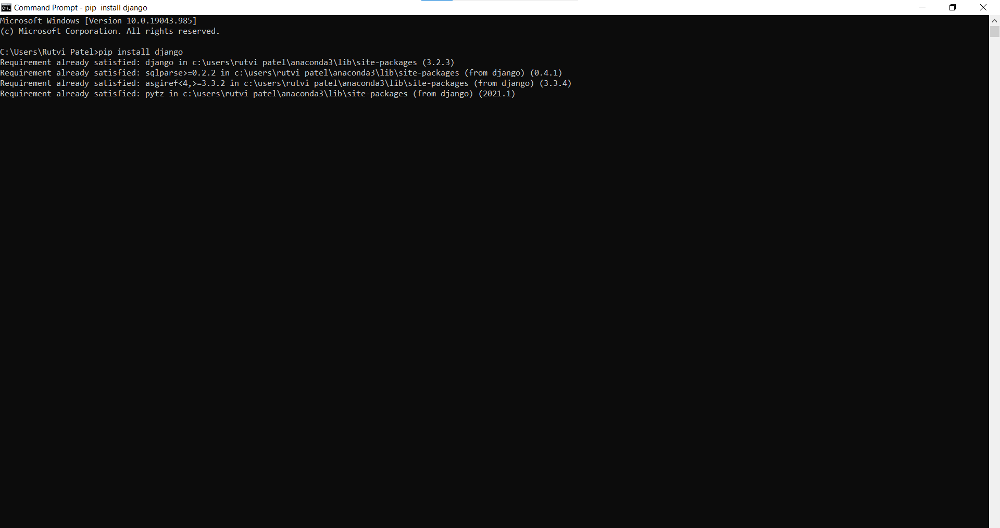 Command Prompt - pip  install django
Microsoft Windows [Version 10.0.19043.985]
(c) Microsoft Corporation. All rights reserved.
C:\Users\Rutvi Patel>pip install django
Requirement already satisfied: django in c:\users\rutvi patel\anaconda3\lib\site-packages (3.2.3)
Requirement already satisfied: sqlparse>=0.2.2 in c:\users\rutvi patel\anaconda3\lib\site-packages (from django) (0.4.1)
Requirement already satisfied: asgiref<4,>=3.3.2 in c:\users\rutvi patel\anaconda3\lib\site-packages (from django) (3.3.4)
Requirement already satisfied: pytz in c:\users\rutvi patel\anaconda3\lib\site-packages (from django) (2021.1)